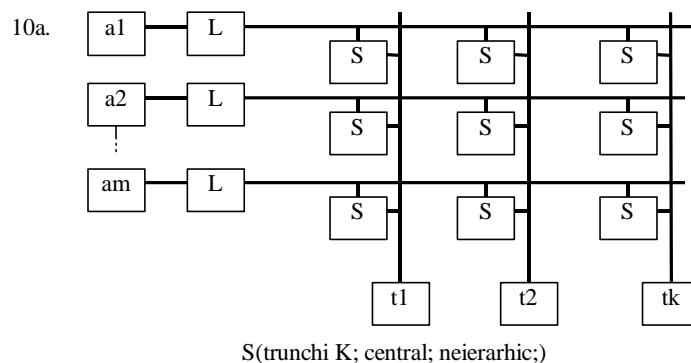 10a. a1 L
S S S
a2 L
S S S
am L
S S S
t1 t2 tk
S(trunchi K; central; neierarhic;)